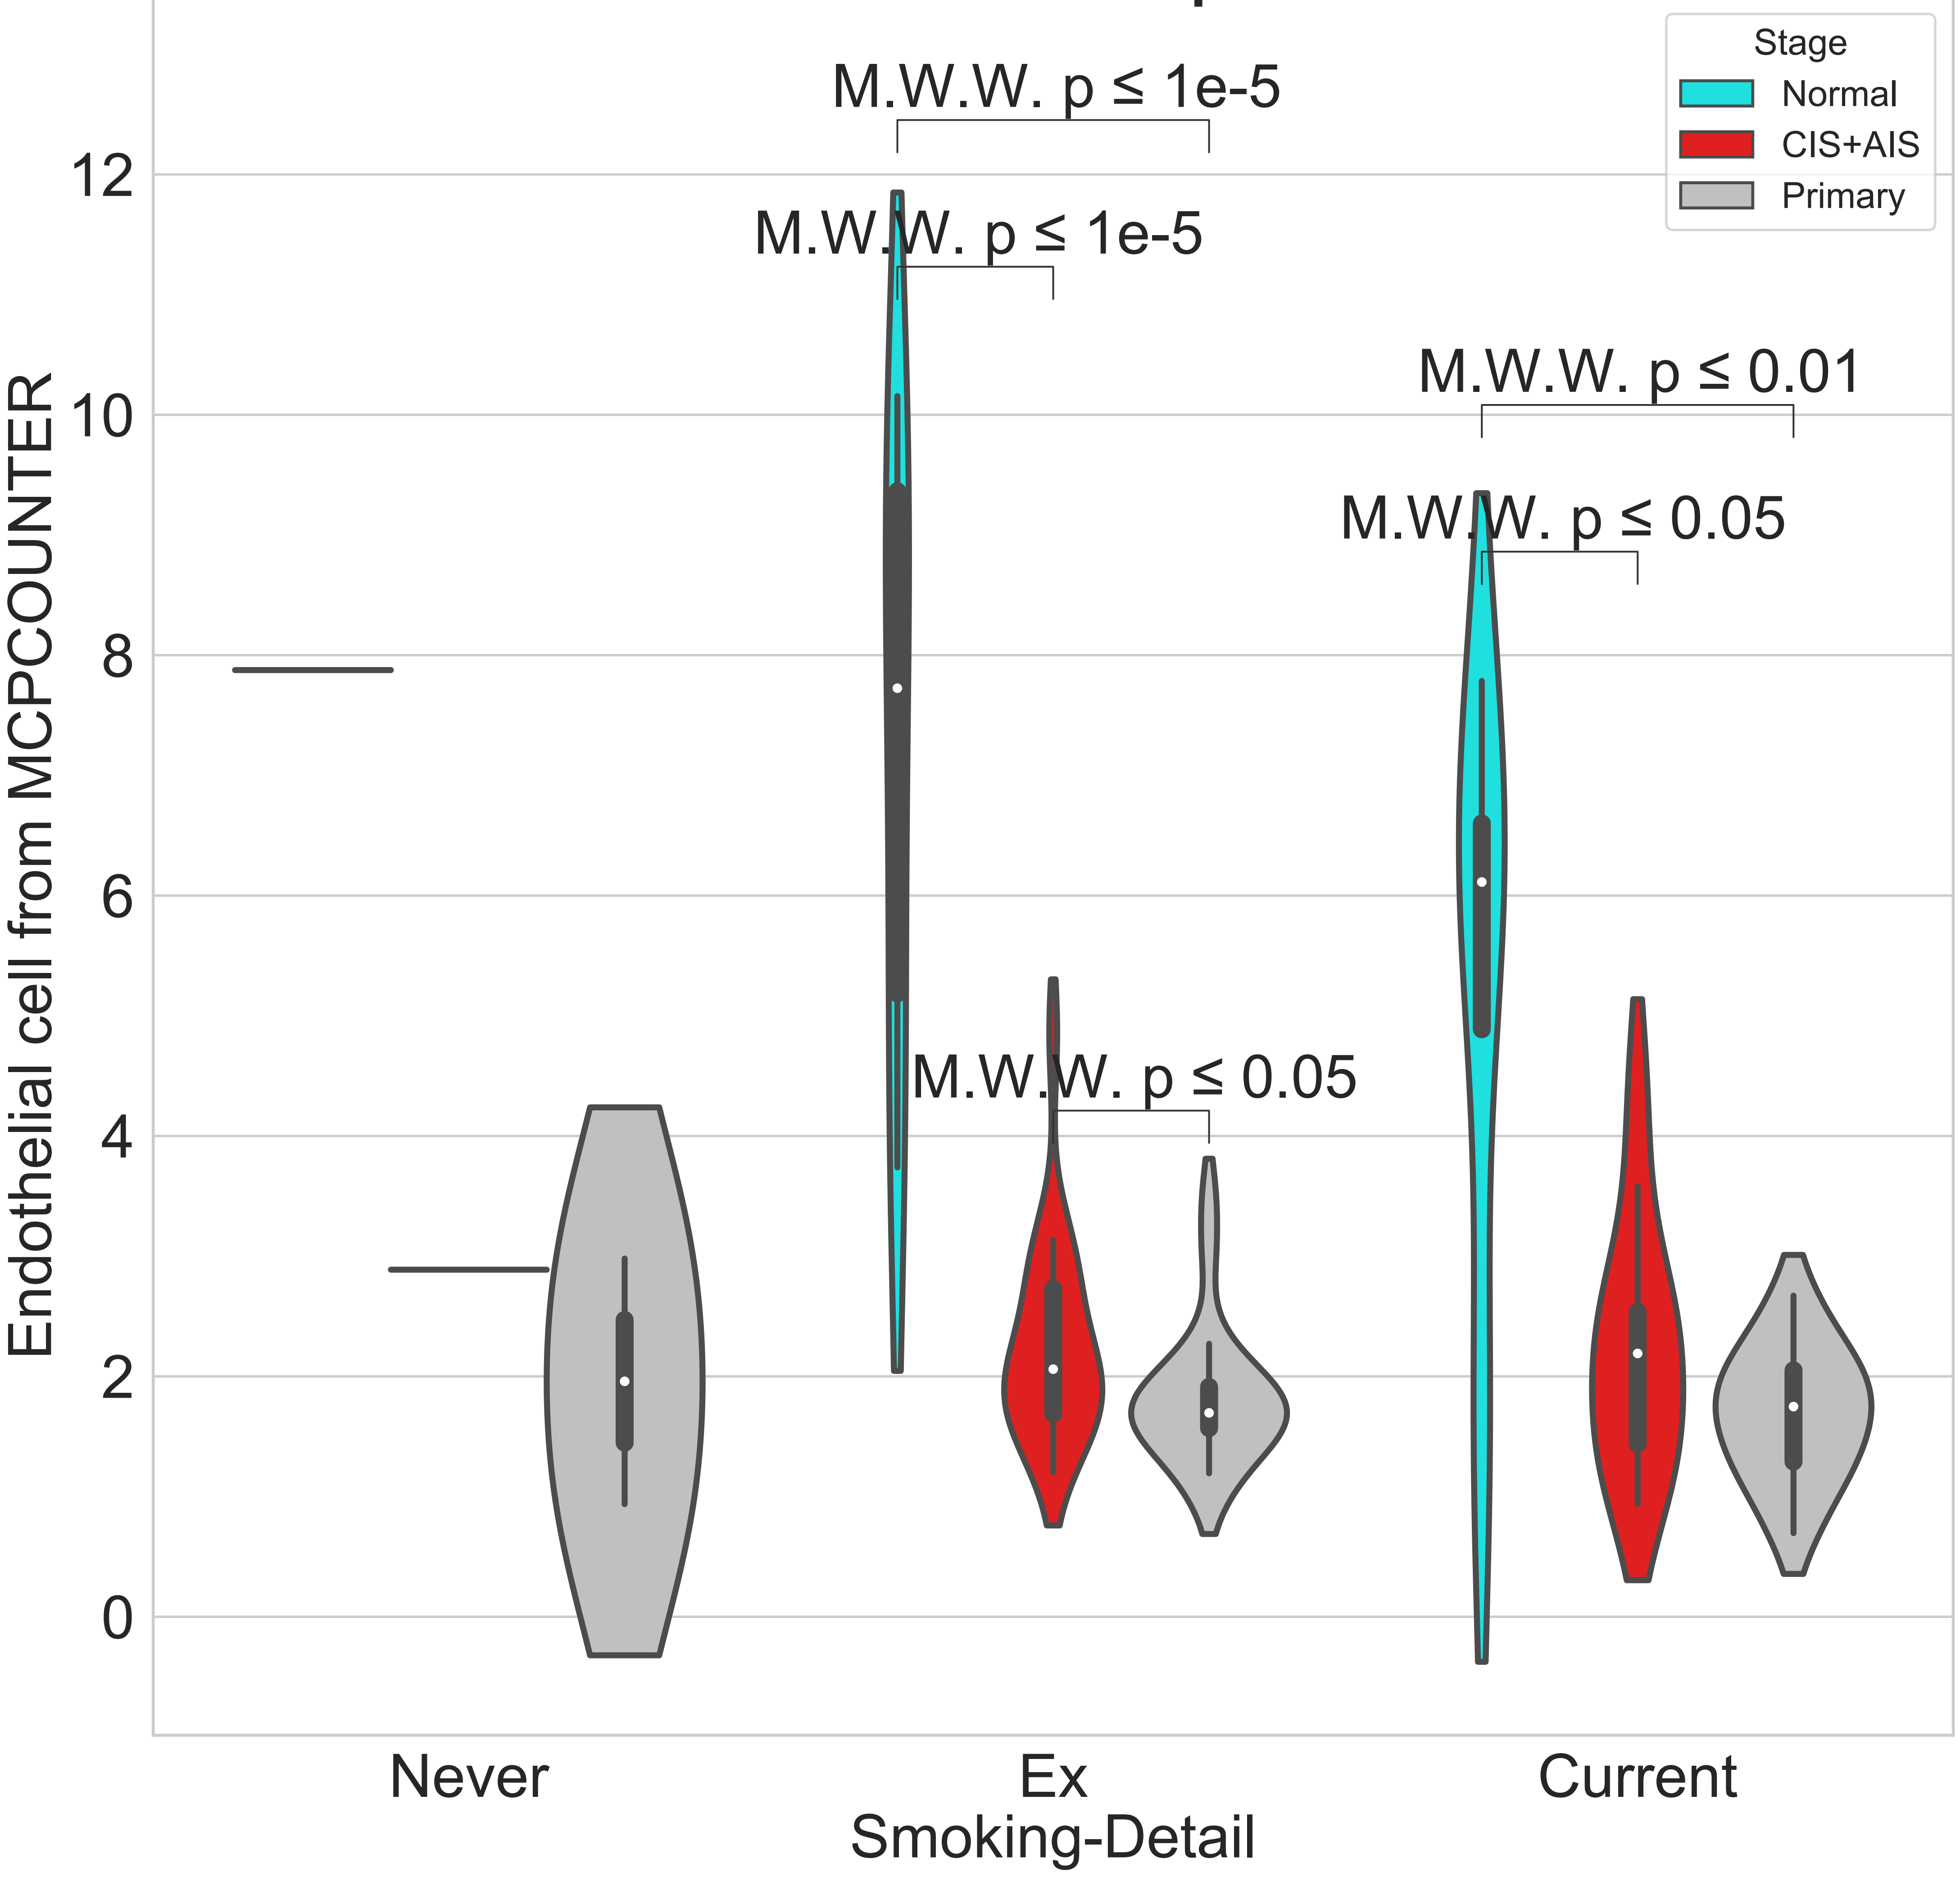 Stage
Normal
CIS+AIS
Primary
M.W.W. p ≤ 1e-5
M.W.W. p ≤ 1e-5
M.W.W. p ≤ 0.01
M.W.W. p ≤ 0.05
M.W.W. p ≤ 0.05
Endothelial cell from MCPCOUNTER
12
10
8
6
4
2
0
Never
Ex
Current
Smoking-Detail